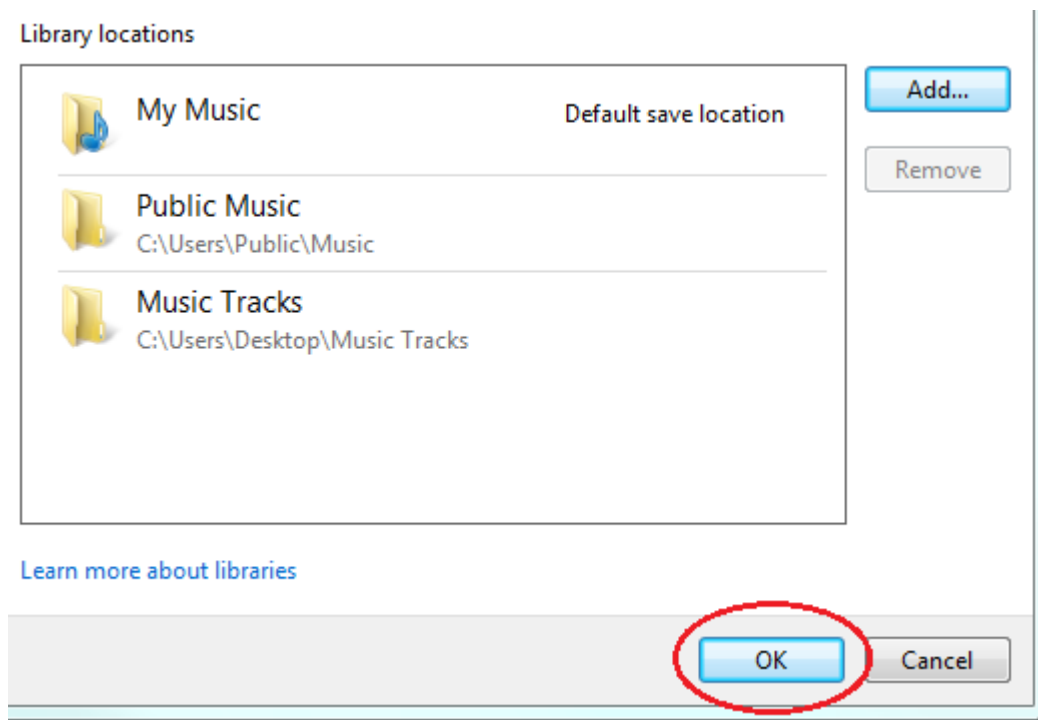 Library locations
My Music
Default save location
Add...
Remove
Public Music
C:\Users\Public\Music
Music Tracks
C:\Users\Desktop\Music Tracks
Learn more about libraries
OK
Cancel